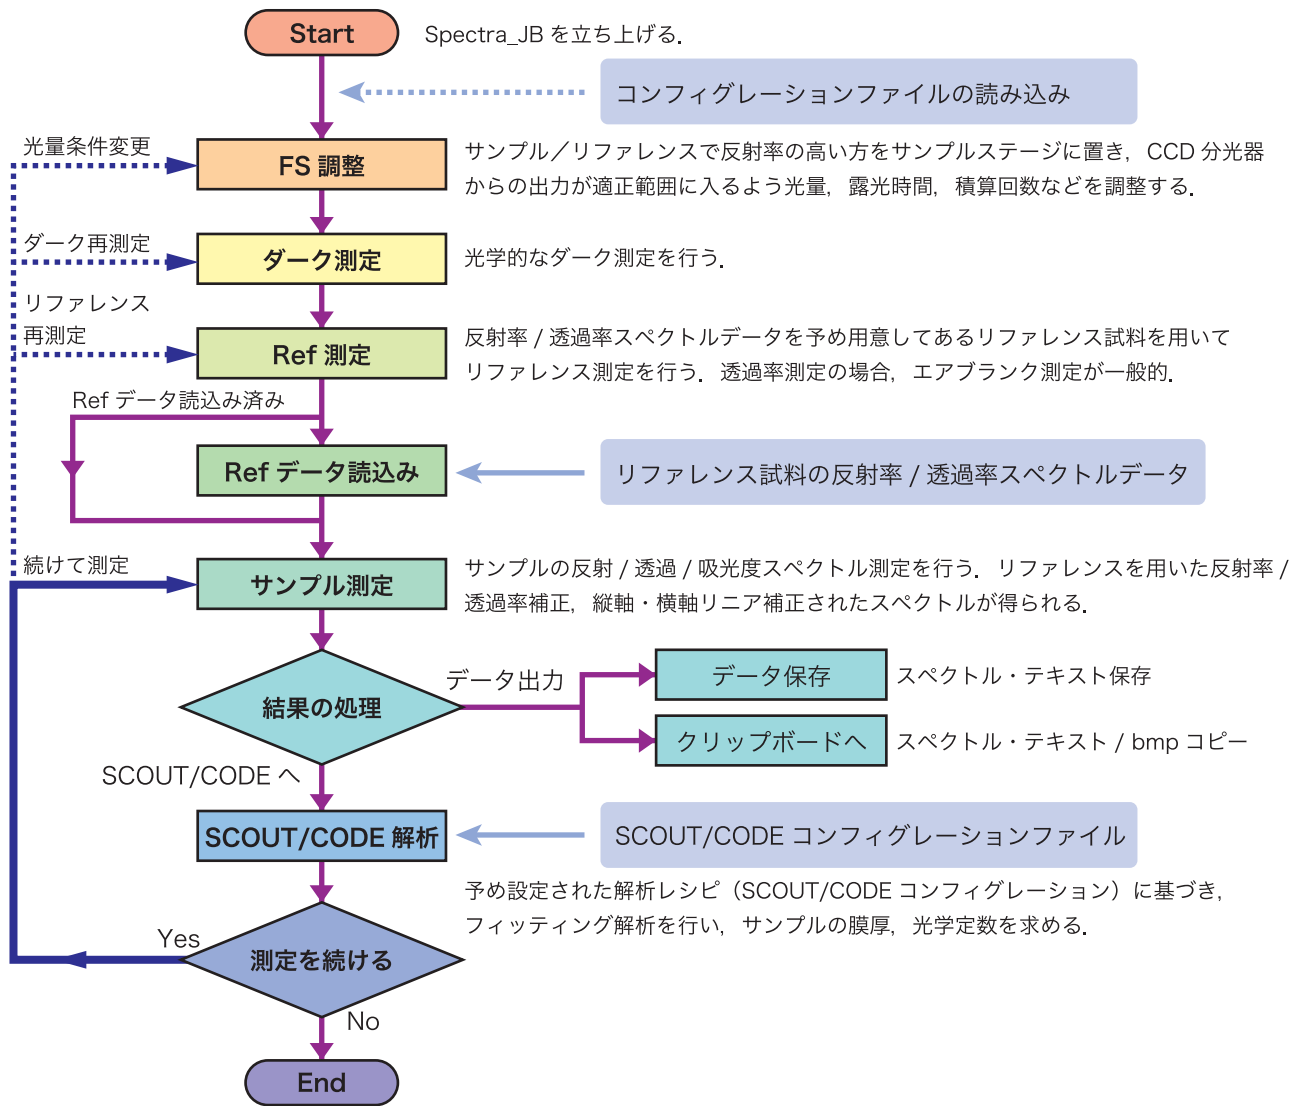 Start
Spectra_JB を立ち上げる.
コンフィグレーションファイルの読み込み
光量条件変更
FS 調整
サンプル／リファレンスで反射率の高い方をサンプルステージに置き, CCD 分光器
からの出力が適正範囲に入るよう光量, 露光時間, 積算回数などを調整する.
ダーク再測定
ダーク測定
光学的なダーク測定を行う.
リファレンス
再測定
Ref 測定
反射率 / 透過率スペクトルデータを予め用意してあるリファレンス試料を用いて
リファレンス測定を行う. 透過率測定の場合, エアブランク測定が一般的.
Ref データ読込み済み
Ref データ読込み
リファレンス試料の反射率 / 透過率スペクトルデータ
続けて測定
サンプル測定
サンプルの反射 / 透過 / 吸光度スペクトル測定を行う. リファレンスを用いた反射率 /
透過率補正, 縦軸・横軸リニア補正されたスペクトルが得られる.
結果の処理
データ出力
データ保存
スペクトル・テキスト保存
クリップボードへ
スペクトル・テキスト / bmp コピー
SCOUT/CODE へ
SCOUT/CODE 解析
SCOUT/CODE コンフィグレーションファイル
予め設定された解析レシピ（SCOUT/CODE コンフィグレーション）に基づき,
フィッティング解析を行い, サンプルの膜厚, 光学定数を求める.
Yes
測定を続ける
No
End